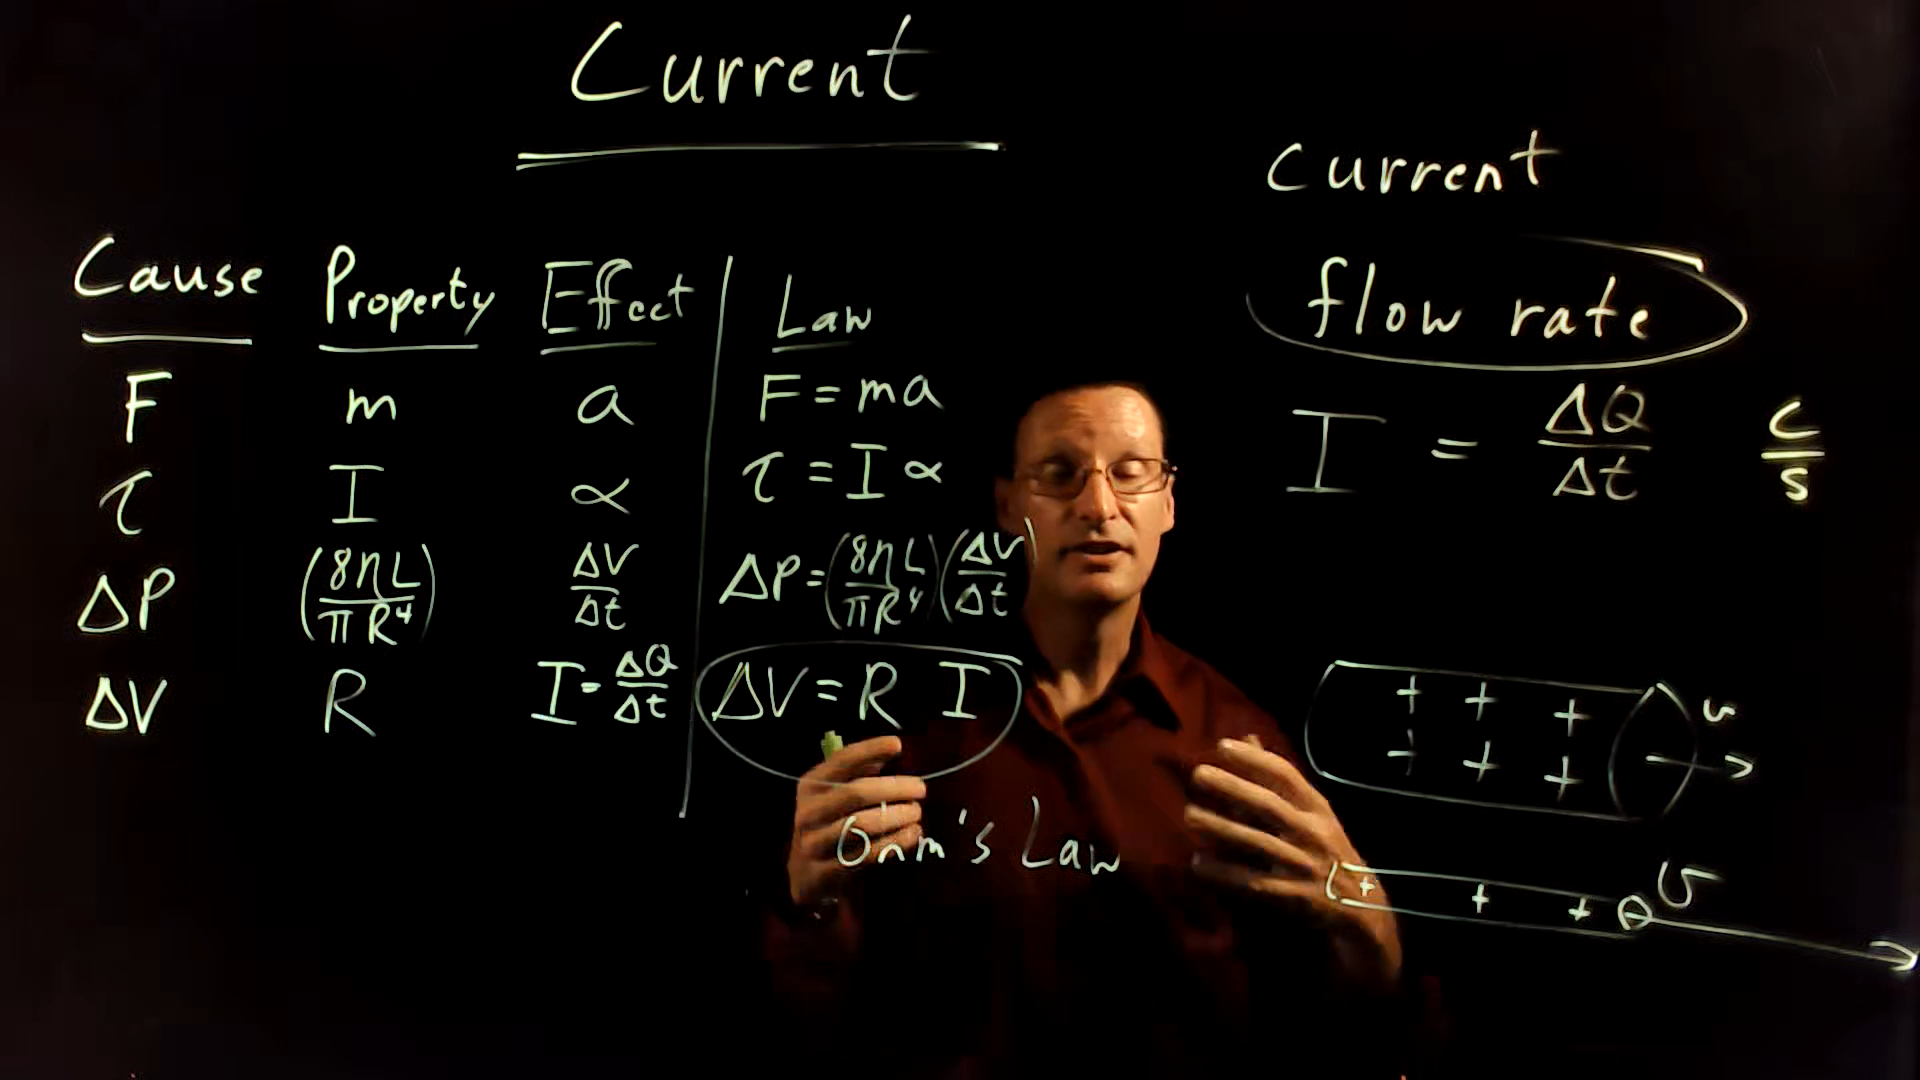 Current
Cause Property Effect Law
F m a F = ma
τ I α τ = I α
ΔP (8ηL/πR⁴) ΔV/Δt ΔP = (8ηL/πR⁴)(ΔV/Δt)
ΔV R I = ΔQ/Δt ΔV = R I
Ohm's Law
current
flow rate
I = ΔQ/Δt C/s
+ + + v
+ + +
+ + + v